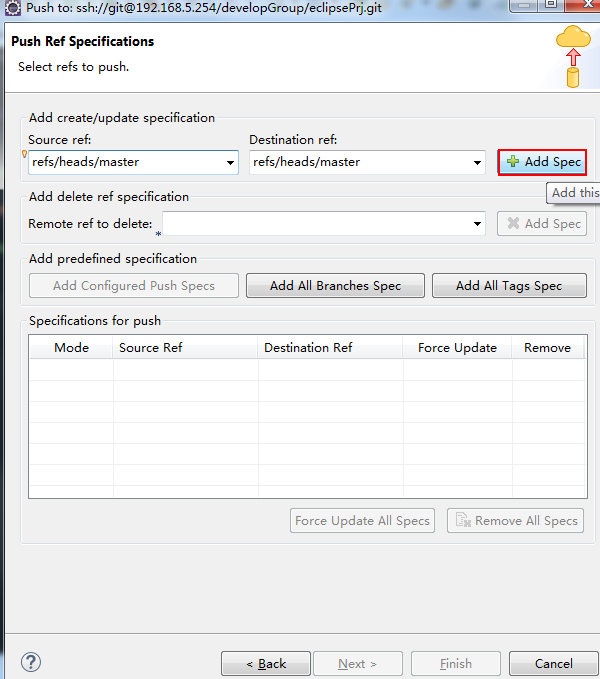 Push to: ssh://git@192.168.5.254/developGroup/eclipsePrj.git
Push Ref Specifications
Select refs to push.
Add create/update specification
Source ref: Destination ref:
refs/heads/master refs/heads/master Add Spec
Add this
Add delete ref specification
Remote ref to delete: * Add Spec
Add predefined specification
Add Configured Push Specs Add All Branches Spec Add All Tags Spec
Specifications for push
Mode Source Ref Destination Ref Force Update Remove
Force Update All Specs Remove All Specs
? < Back Next > Finish Cancel